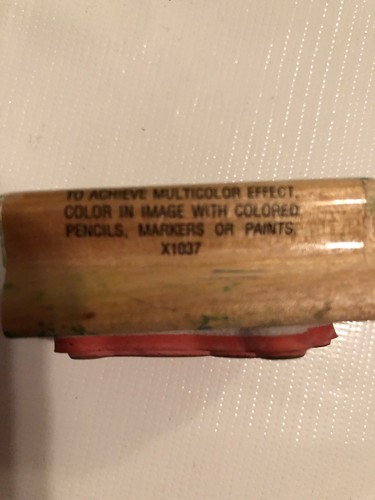 TO ACHIEVE MULTICOLOR EFFECT,
COLOR IN IMAGE WITH COLORED
PENCILS, MARKERS OR PAINTS.
X1037